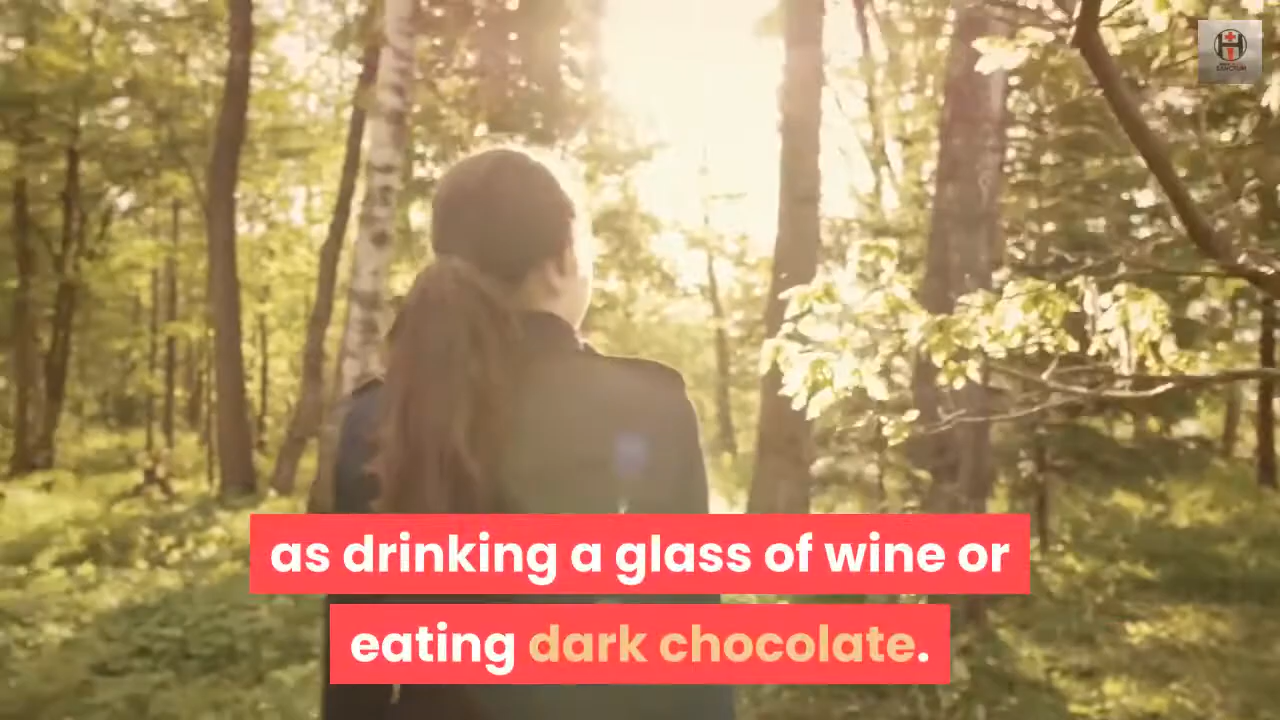 as drinking a glass of wine or
eating dark chocolate.